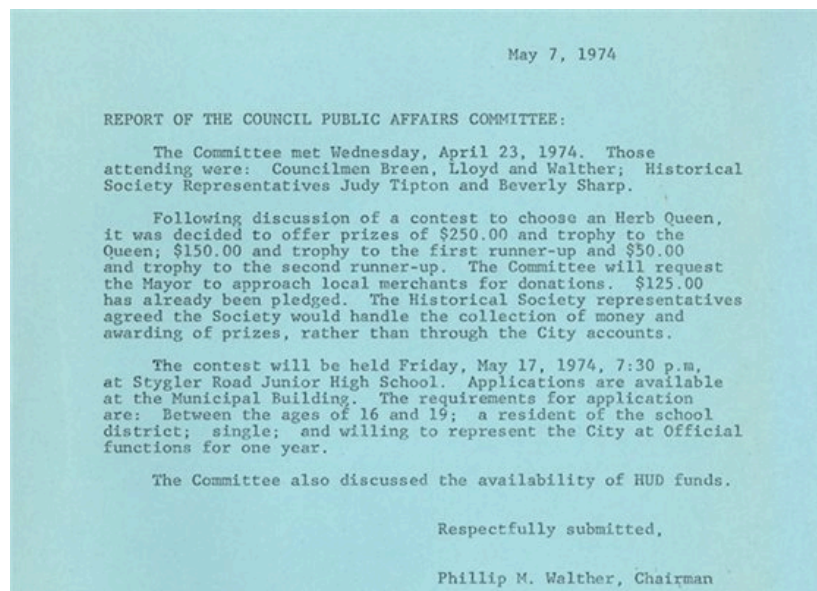 May 7, 1974
REPORT OF THE COUNCIL PUBLIC AFFAIRS COMMITTEE:
The Committee met Wednesday, April 23, 1974. Those
attending were: Councilmen Breen, Lloyd and Walther; Historical
Society Representatives Judy Tipton and Beverly Sharp.
Following discussion of a contest to choose an Herb Queen,
it was decided to offer prizes of $250.00 and trophy to the
Queen; $150.00 and trophy to the first runner-up and $50.00
and trophy to the second runner-up. The Committee will request
the Mayor to approach local merchants for donations. $125.00
has already been pledged. The Historical Society representatives
agreed the Society would handle the collection of money and
awarding of prizes, rather than through the City accounts.
The contest will be held Friday, May 17, 1974, 7:30 p.m,
at Stygler Road Junior High School. Applications are available
at the Municipal Building. The requirements for application
are: Between the ages of 16 and 19; a resident of the school
district; single; and willing to represent the City at Official
functions for one year.
The Committee also discussed the availability of HUD funds.
Respectfully submitted,
Phillip M. Walther, Chairman